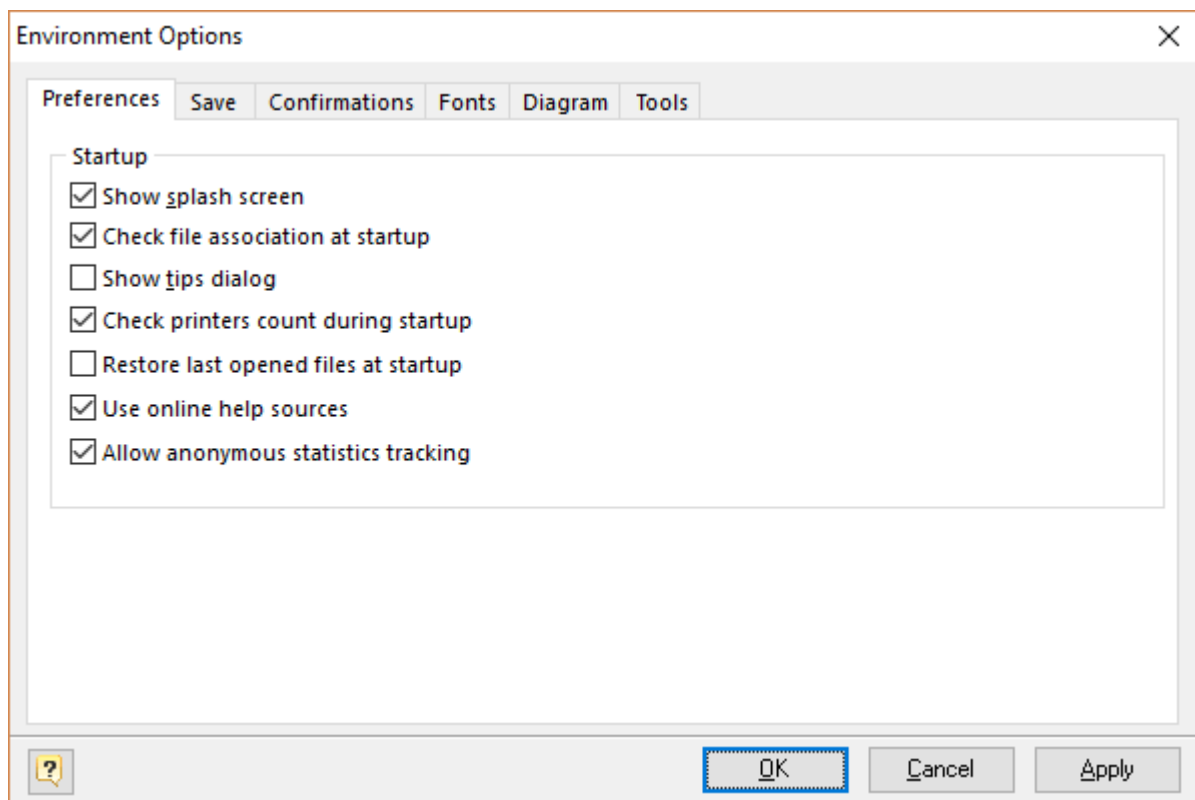 Environment Options
Preferences Save Confirmations Fonts Diagram Tools
Startup
Show splash screen
Check file association at startup
Show tips dialog
Check printers count during startup
Restore last opened files at startup
Use online help sources
Allow anonymous statistics tracking
? OK Cancel Apply